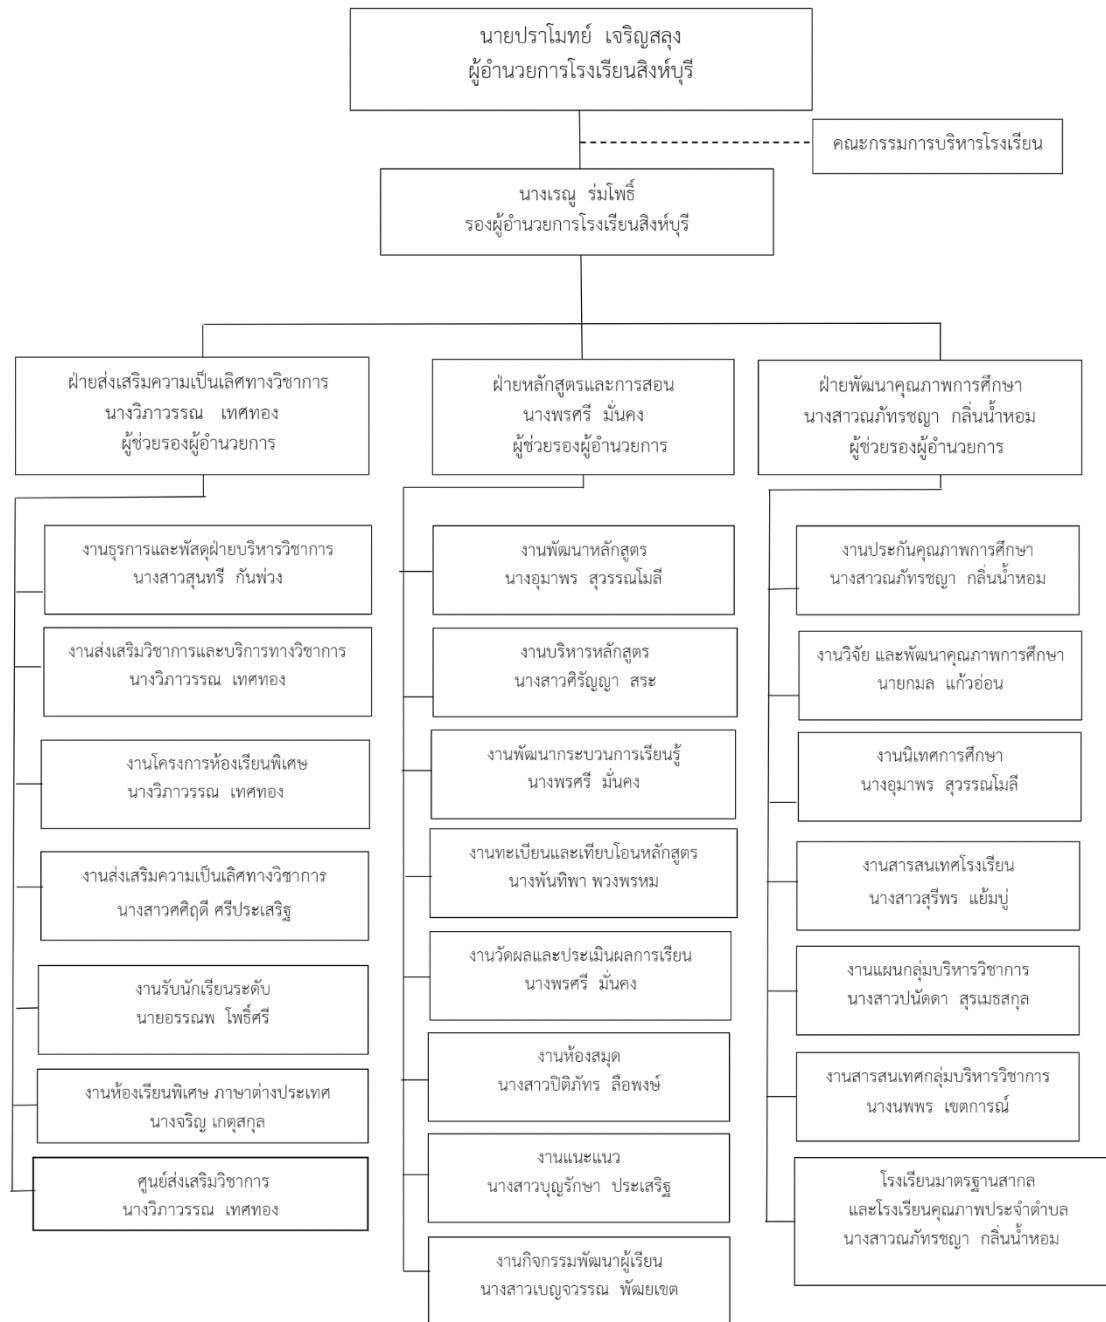 นายปราโมทย์ เจริญสลุง
ผู้อำนวยการโรงเรียนสิงห์บุรี
คณะกรรมการบริหารโรงเรียน
นางเรณู ร่มโพธิ์
รองผู้อำนวยการโรงเรียนสิงห์บุรี
ฝ่ายส่งเสริมความเป็นเลิศทางวิชาการ
นางวิภาวรรณ เทศทอง
ผู้ช่วยรองผู้อำนวยการ
งานธุรการและพัสดุฝ่ายบริหารวิชาการ
นางสาวสุนทรี กันพ่วง
งานส่งเสริมวิชาการและบริการทางวิชาการ
นางวิภาวรรณ เทศทอง
งานโครงการห้องเรียนพิเศษ
นางวิภาวรรณ เทศทอง
งานส่งเสริมความเป็นเลิศทางวิชาการ
นางสาวศศิฤดี ศรีประเสริฐ
งานรับนักเรียนระดับ
นายอรรณพ โพธิ์ศรี
งานห้องเรียนพิเศษ ภาษาต่างประเทศ
นางจริญ เกตุสกุล
ศูนย์ส่งเสริมวิชาการ
นางวิภาวรรณ เทศทอง
ฝ่ายหลักสูตรและการสอน
นางพรศรี มั่นคง
ผู้ช่วยรองผู้อำนวยการ
งานพัฒนาหลักสูตร
นางอุมาพร สุวรรณโมลี
งานบริหารหลักสูตร
นางสาวศิรัญญา สระ
งานพัฒนากระบวนการเรียนรู้
นางพรศรี มั่นคง
งานทะเบียนและเทียบโอนหลักสูตร
นางพันทิพา พวงพรหม
งานวัดผลและประเมินผลการเรียน
นางพรศรี มั่นคง
งานห้องสมุด
นางสาวปิติภัทร ลือพงษ์
งานแนะแนว
นางสาวบุญรักษา ประเสริฐ
งานกิจกรรมพัฒนาผู้เรียน
นางสาวเบญจวรรณ พัฒยเขต
ฝ่ายพัฒนาคุณภาพการศึกษา
นางสาวณภัทรชญา กลิ่นน้ำหอม
ผู้ช่วยรองผู้อำนวยการ
งานประกันคุณภาพการศึกษา
นางสาวณภัทรชญา กลิ่นน้ำหอม
งานวิจัย และพัฒนาคุณภาพการศึกษา
นายกมล แก้วอ่อน
งานนิเทศการศึกษา
นางอุมาพร สุวรรณโมลี
งานสารสนเทศโรงเรียน
นางสาวสุรีพร แย้มบู่
งานแผนกลุ่มบริหารวิชาการ
นางสาวปนัดดา สุรเมธสกุล
งานสารสนเทศกลุ่มบริหารวิชาการ
นางนพพร เขตการณ์
โรงเรียนมาตรฐานสากล
และโรงเรียนคุณภาพประจำตำบล
นางสาวณภัทรชญา กลิ่นน้ำหอม